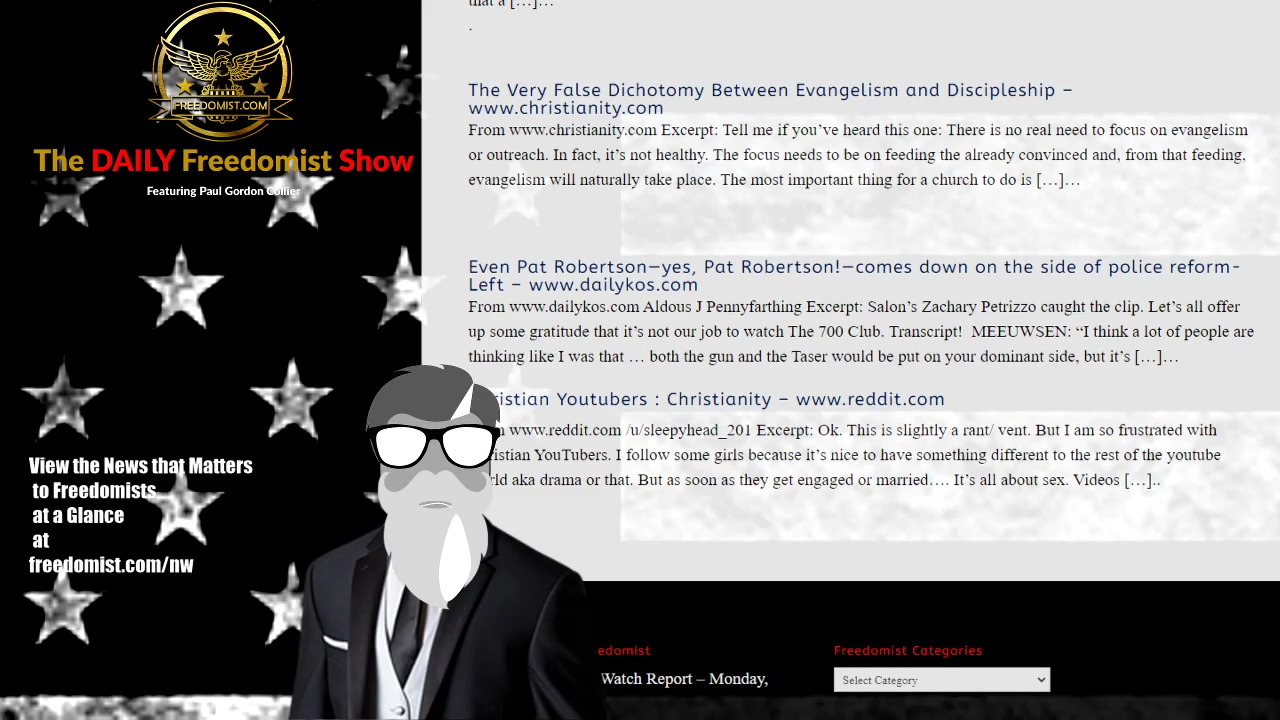 FREEDOMIST.COM
The DAILY Freedomist Show
Featuring Paul Gordon Collier
View the News that Matters
to Freedomists
at a Glance
at
freedomist.com/nw
that a […]…
.
The Very False Dichotomy Between Evangelism and Discipleship –
www.christianity.com
From www.christianity.com Excerpt: Tell me if you’ve heard this one: There is no real need to focus on evangelism
or outreach. In fact, it’s not healthy. The focus needs to be on feeding the already convinced and, from that feeding,
evangelism will naturally take place. The most important thing for a church to do is […]…
Even Pat Robertson—yes, Pat Robertson!—comes down on the side of police reform-
Left – www.dailykos.com
From www.dailykos.com Aldous J Pennyfarthing Excerpt: Salon’s Zachary Petrizzo caught the clip. Let’s all offer
up some gratitude that it’s not our job to watch The 700 Club. Transcript!  MEEUWSEN: “I think a lot of people are
thinking like I was that … both the gun and the Taser would be put on your dominant side, but it’s […]…
istian Youtubers : Christianity – www.reddit.com
www.reddit.com /u/sleepyhead_201 Excerpt: Ok. This is slightly a rant/ vent. But I am so frustrated with
istian YouTubers. I follow some girls because it’s nice to have something different to the rest of the youtube
rld aka drama or that. But as soon as they get engaged or married…. It’s all about sex. Videos […]..
edomist
Watch Report – Monday,
Freedomist Categories
Select Category